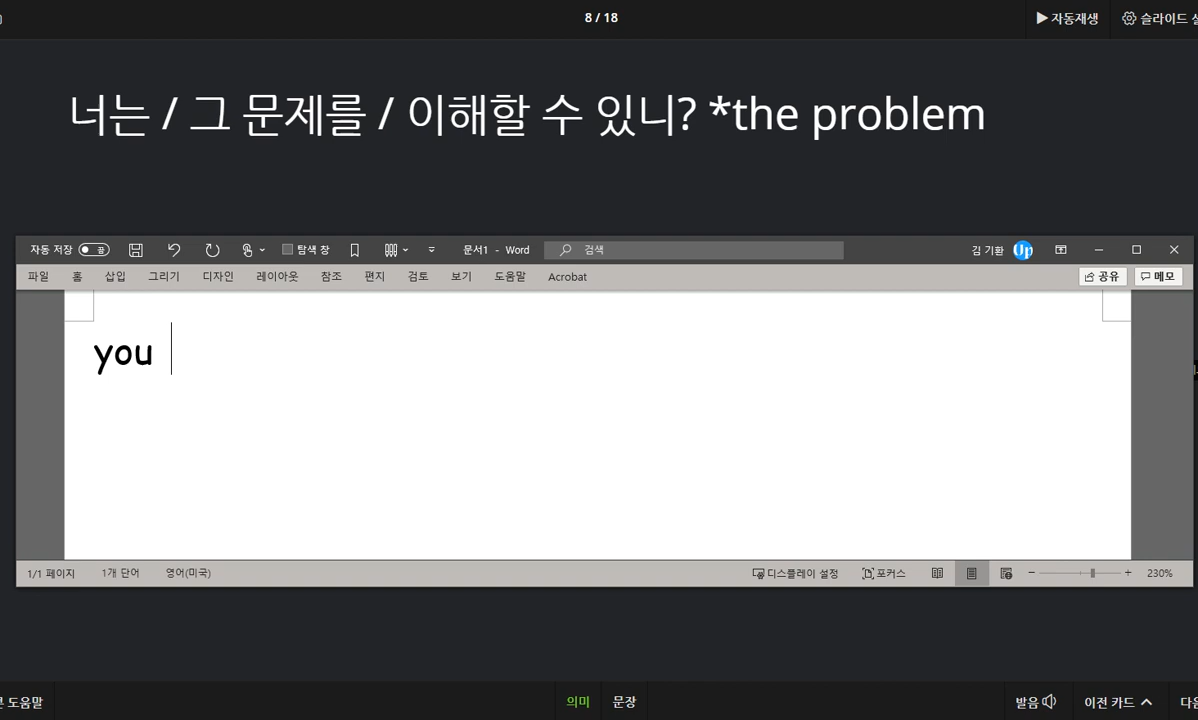 8 / 18
자동재생
슬라이드
너는 / 그 문제를 / 이해할 수 있니? *the problem
자동 저장 끔 탐색 창 문서1 - Word 검색 김 기환 Up
파일 홈 삽입 그리기 디자인 레이아웃 참조 편지 검토 보기 도움말 Acrobat 공유 메모
you
1/1 페이지 1개 단어 영어(미국) 디스플레이 설정 포커스 230%
도움말 의미 문장 발음 이전 카드